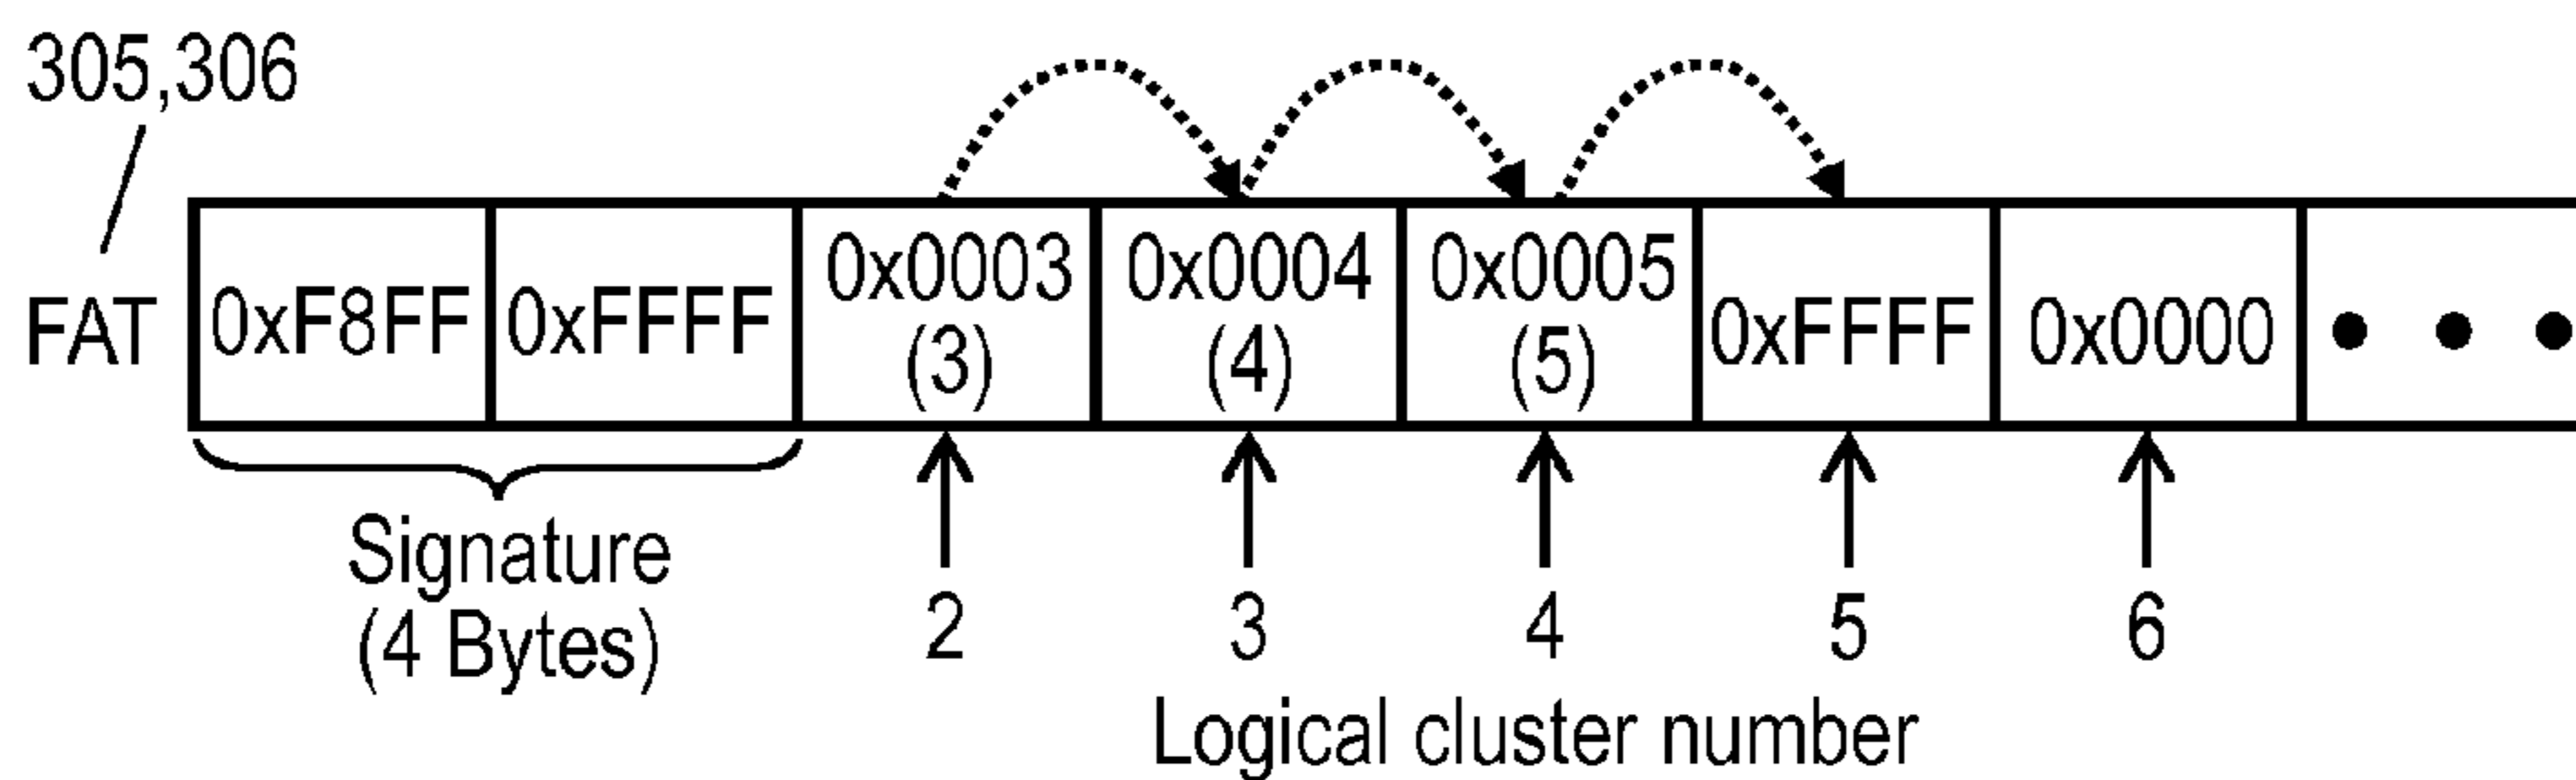 305,306
FAT
0xF8FF
0xFFFF
0x0003
(3)
0x0004
(4)
0x0005
(5)
0xFFFF
0x0000
Signature
(4 Bytes)
2
3
4
5
6
Logical cluster number